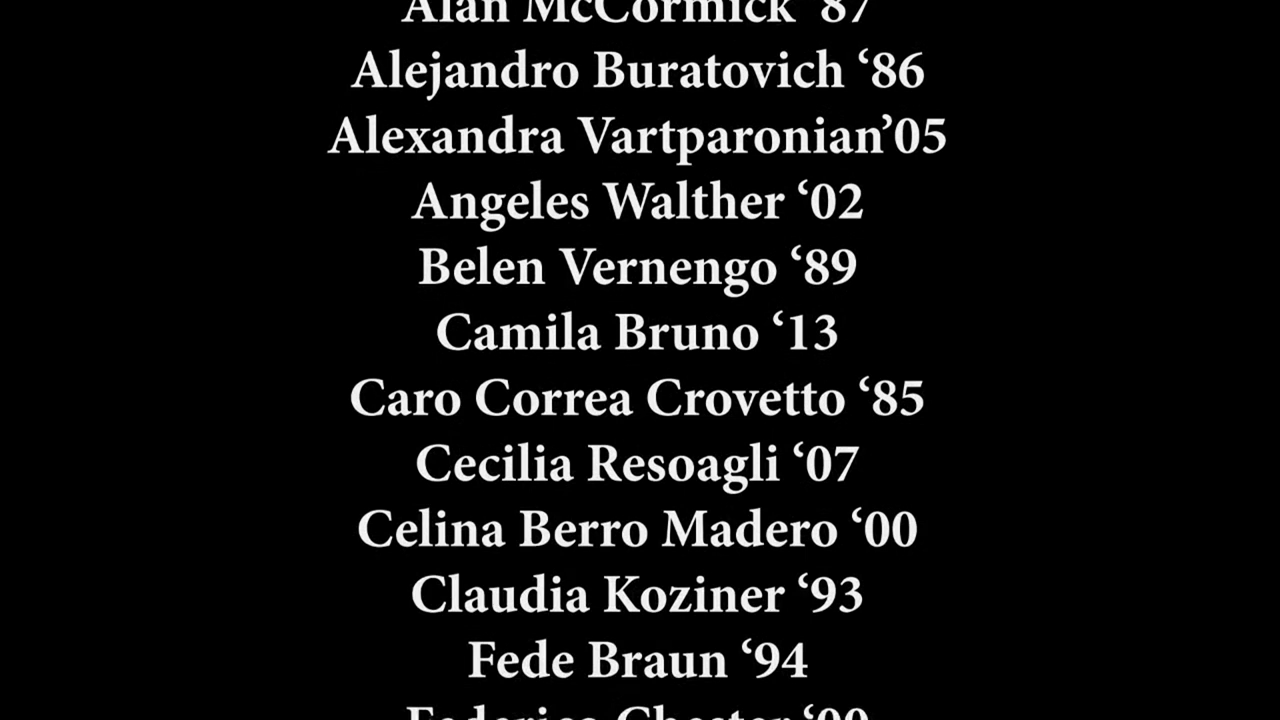 Alan McCormick ‘87
Alejandro Buratovich ‘86
Alexandra Vartparonian’05
Angeles Walther ‘02
Belen Vernengo ‘89
Camila Bruno ‘13
Caro Correa Crovetto ‘85
Cecilia Resoagli ‘07
Celina Berro Madero ‘00
Claudia Koziner ‘93
Fede Braun ‘94
Federico Chester